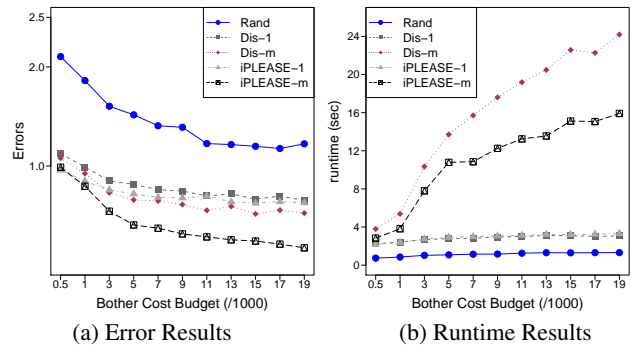 2.5
2.0
1.0
Errors
Rand
Dis−1
Dis−m
iPLEASE−1
iPLEASE−m
0.5 1 3 5 7 9 11 13 15 17 19
Bother Cost Budget (/1000)
(a) Error Results
24
20
16
12
8
4
0
runtime (sec)
Rand
Dis−1
Dis−m
iPLEASE−1
iPLEASE−m
0.5 1 3 5 7 9 11 13 15 17 19
Bother Cost Budget (/1000)
(b) Runtime Results